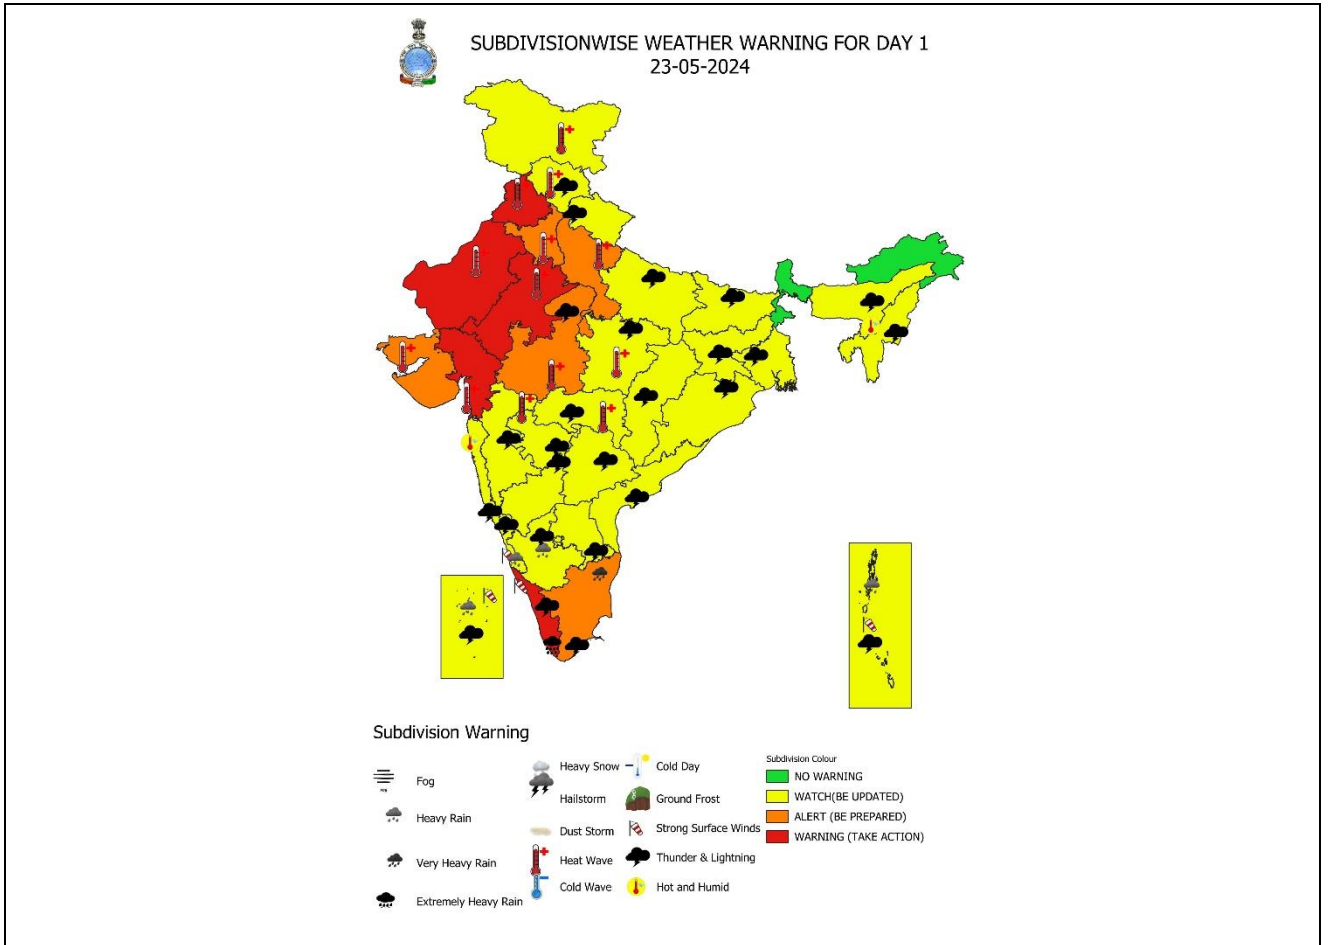 SUBDIVISIONWISE WEATHER WARNING FOR DAY 1
23-05-2024
Subdivision Warning
Fog
Heavy Rain
Very Heavy Rain
Extremely Heavy Rain
Heavy Snow
Hailstorm
Dust Storm
Heat Wave
Cold Wave
Cold Day
Ground Frost
Strong Surface Winds
Thunder & Lightning
Hot and Humid
Subdivision Colour
NO WARNING
WATCH(BE UPDATED)
ALERT (BE PREPARED)
WARNING (TAKE ACTION)